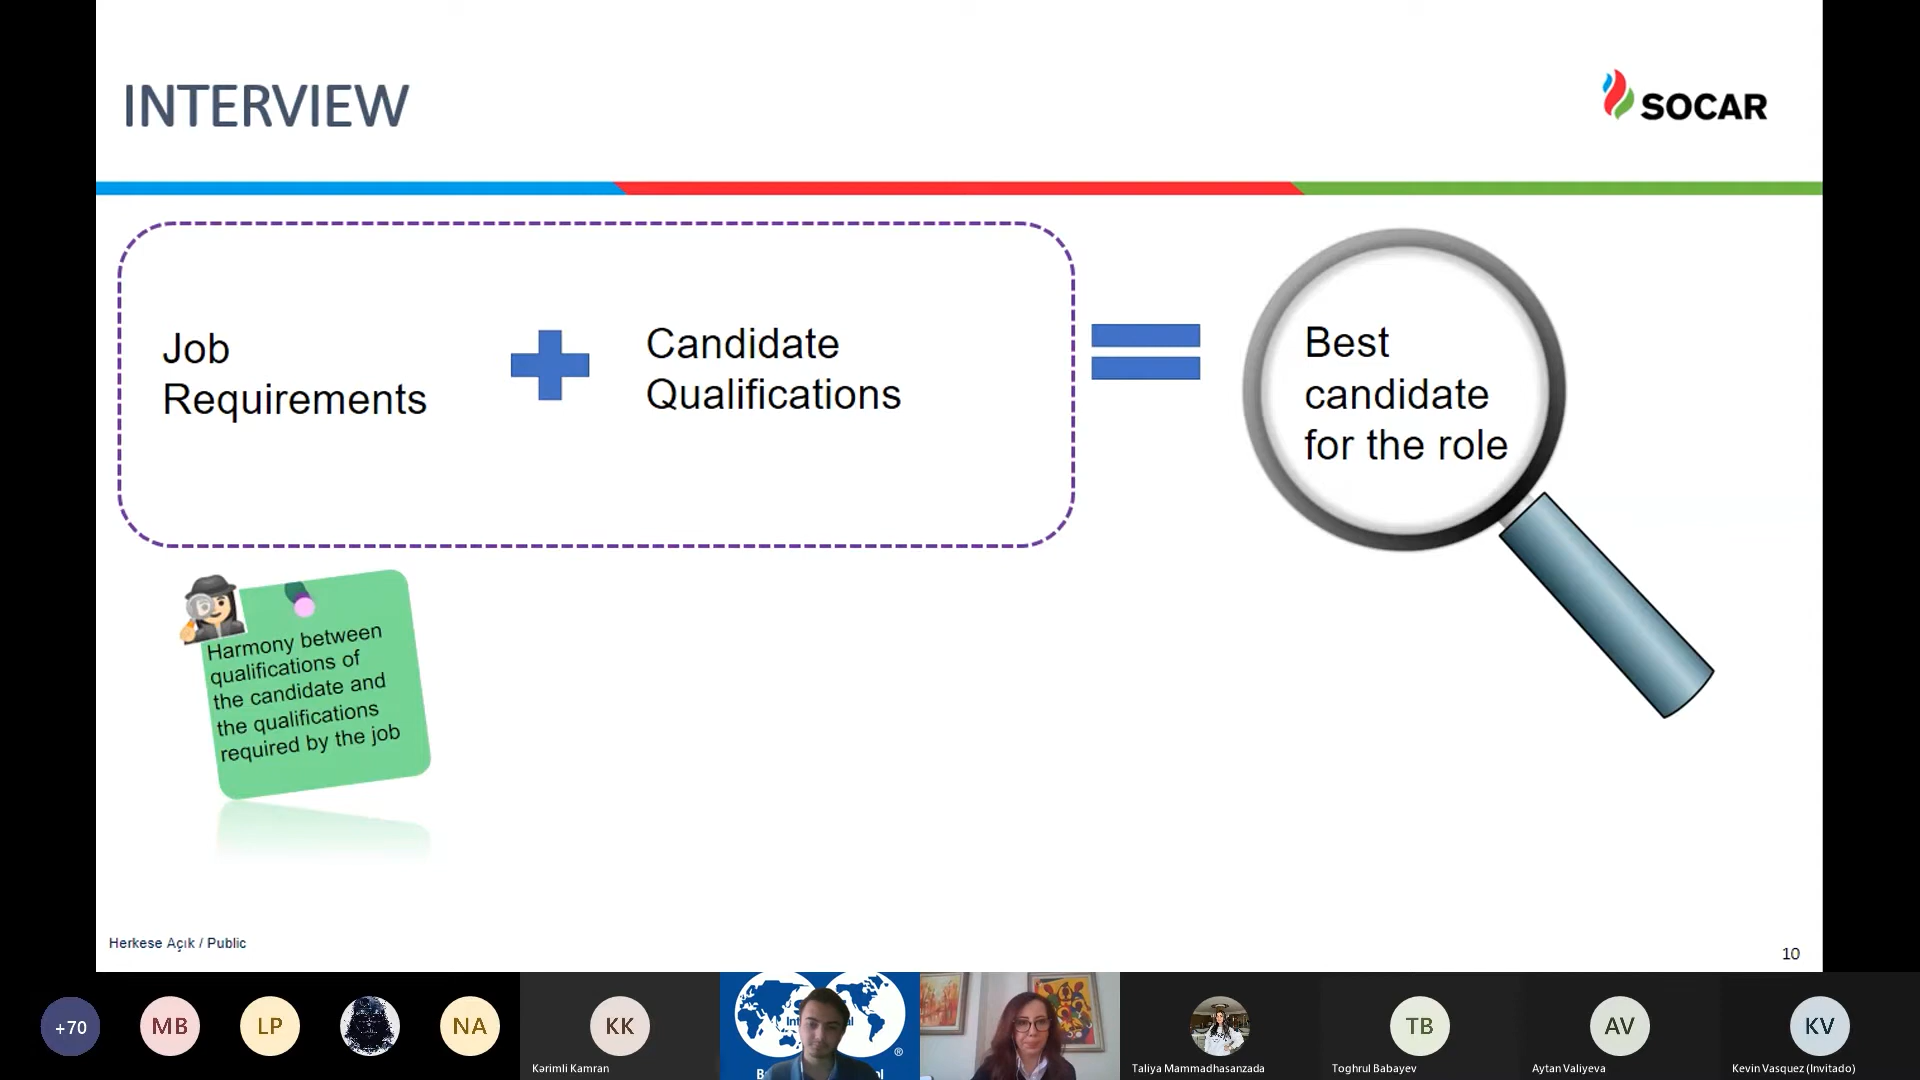 INTERVIEW
SOCAR
Job
Requirements
Candidate
Qualifications
Best
candidate
for the role
Harmony between
qualifications of
the candidate and
the qualifications
required by the job
Herkese Açık / Public
10
+70
MB
LP
NA
KK
Kərimli Kamran
®
TB
AV
KV
Taliya Mammadhasanzada
Toghrul Babayev
Aytan Valiyeva
Kevin Vasquez (Invitado)